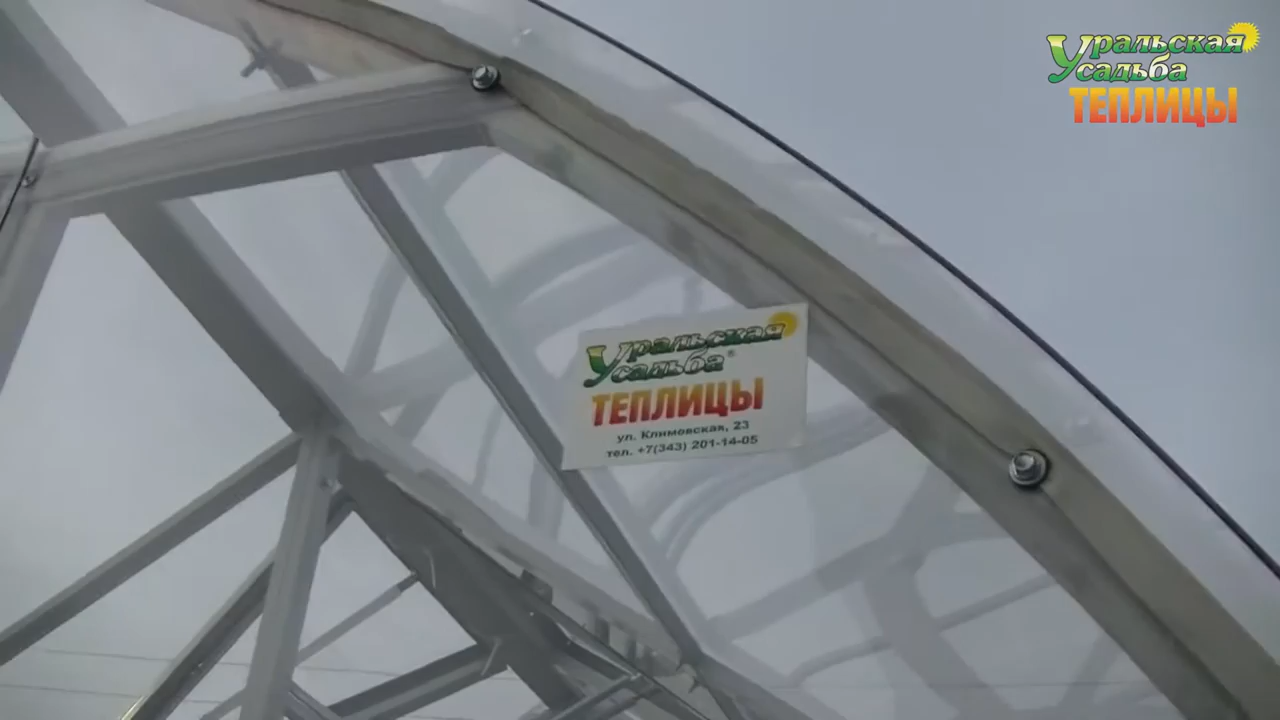 Уральская
Усадьба
ТЕПЛИЦЫ
Уральская
Усадьба®
ТЕПЛИЦЫ
ул. Климовская, 23
тел. +7(343) 201-14-05